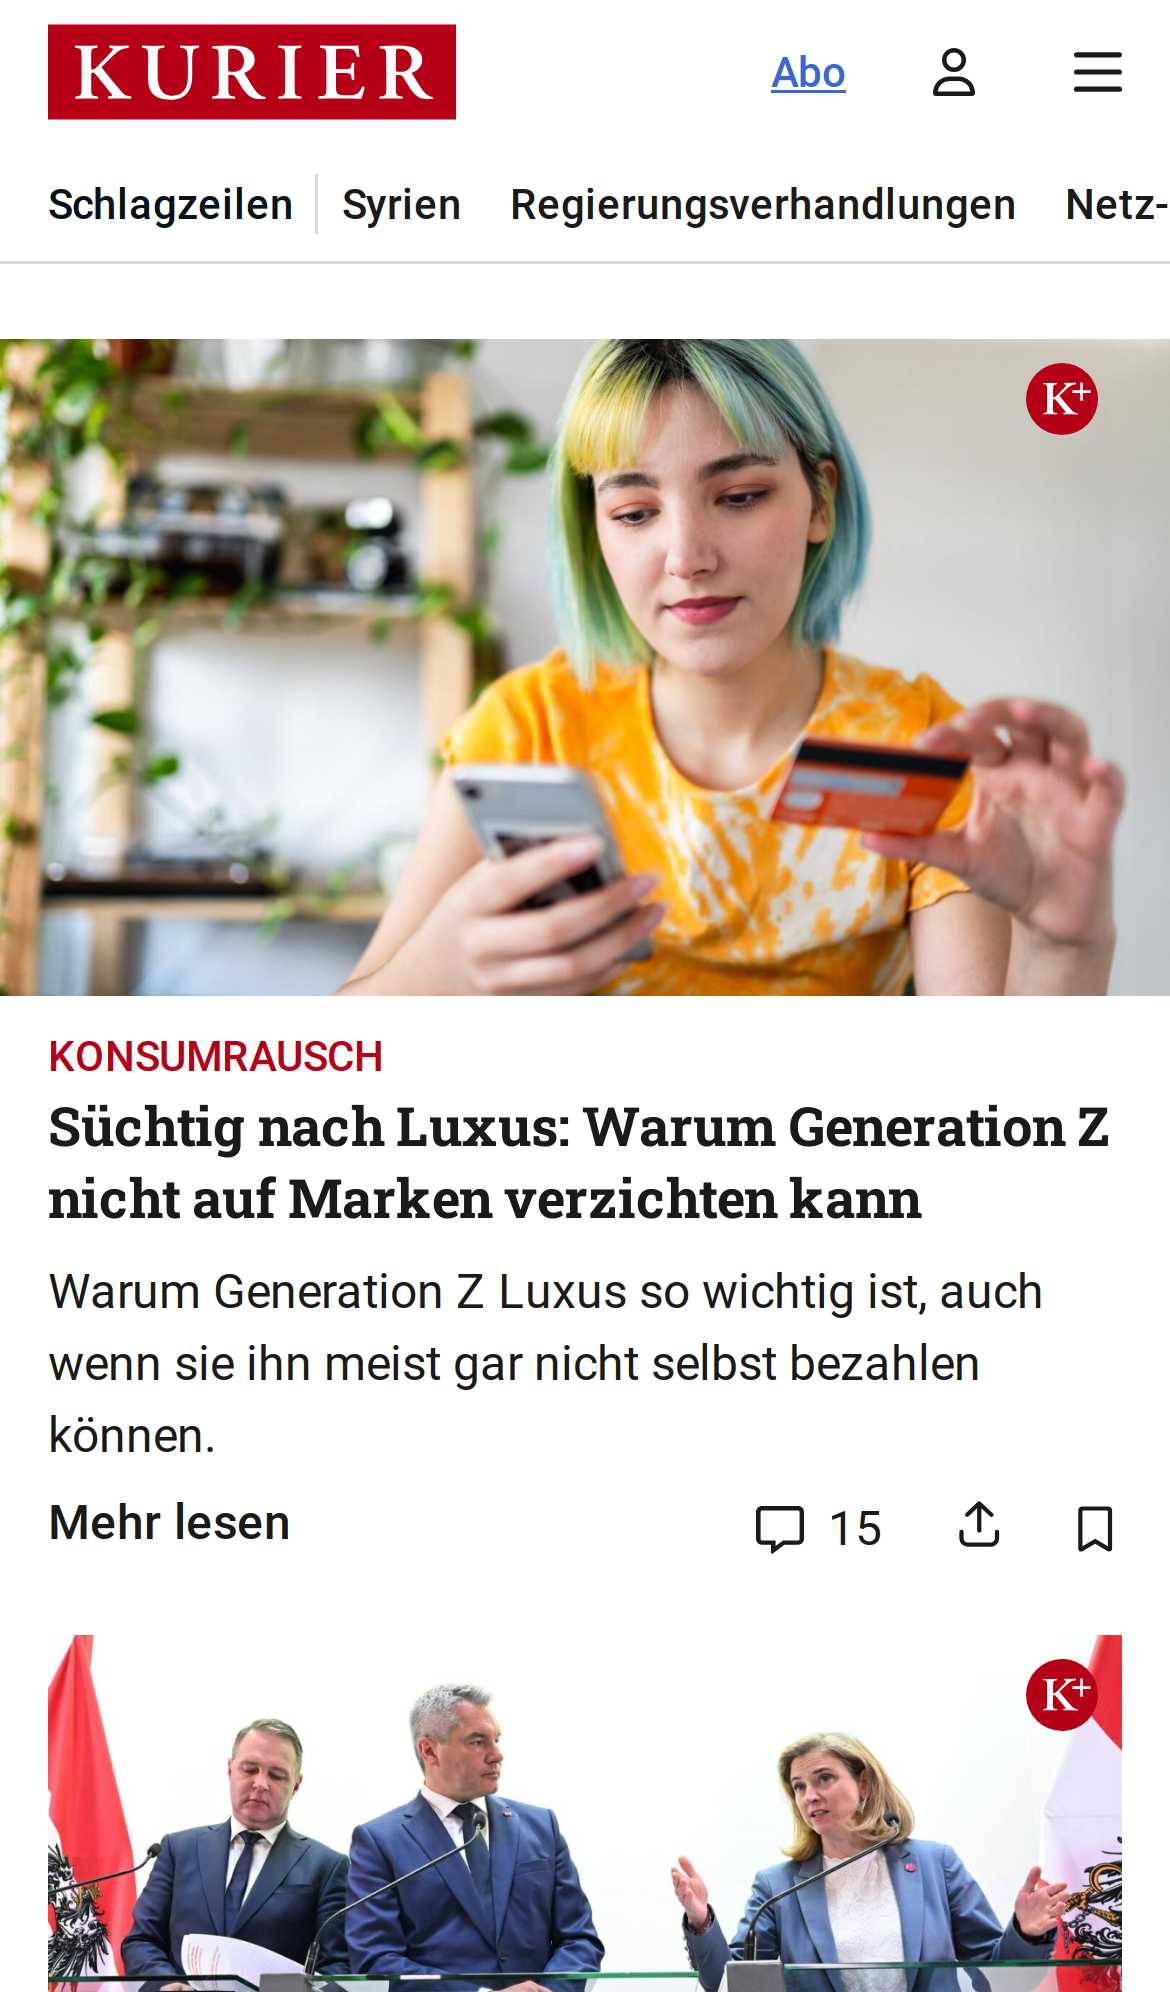 KURIER
Abo
Schlagzeilen
Syrien
Regierungsverhandlungen
Netz-
K+
KONSUMRAUSCH
Süchtig nach Luxus: Warum Generation Z
nicht auf Marken verzichten kann
Warum Generation Z Luxus so wichtig ist, auch
wenn sie ihn meist gar nicht selbst bezahlen
können.
Mehr lesen
15
K+